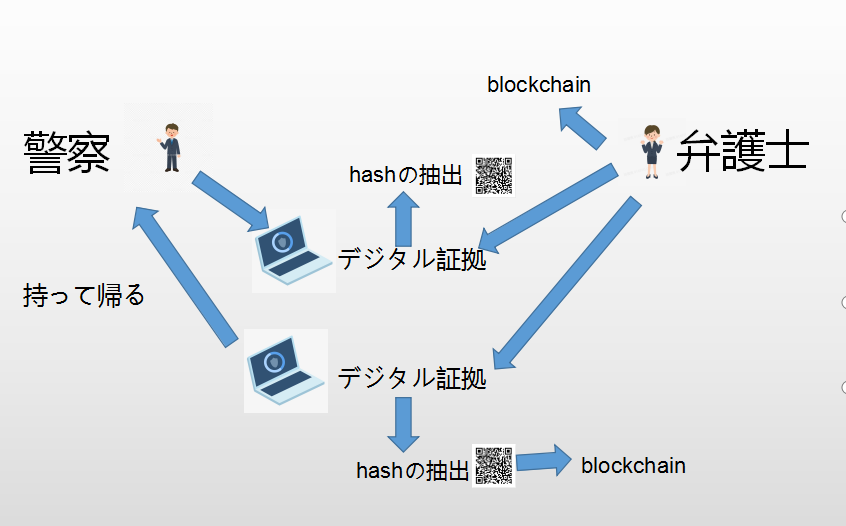 blockchain
警察
弁護士
hashの抽出
デジタル証拠
持って帰る
デジタル証拠
hashの抽出
blockchain